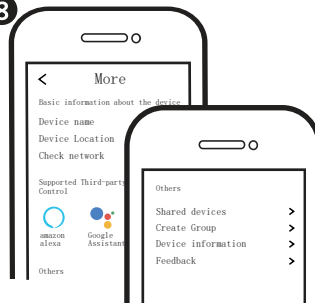 3
More
Basic information about the device
Device name
Device Location
Check network
Supported Third-party
Control
amazon
alexa
Google
Assistant
Others
Others
Shared devices
Create Group
Device information
Feedback